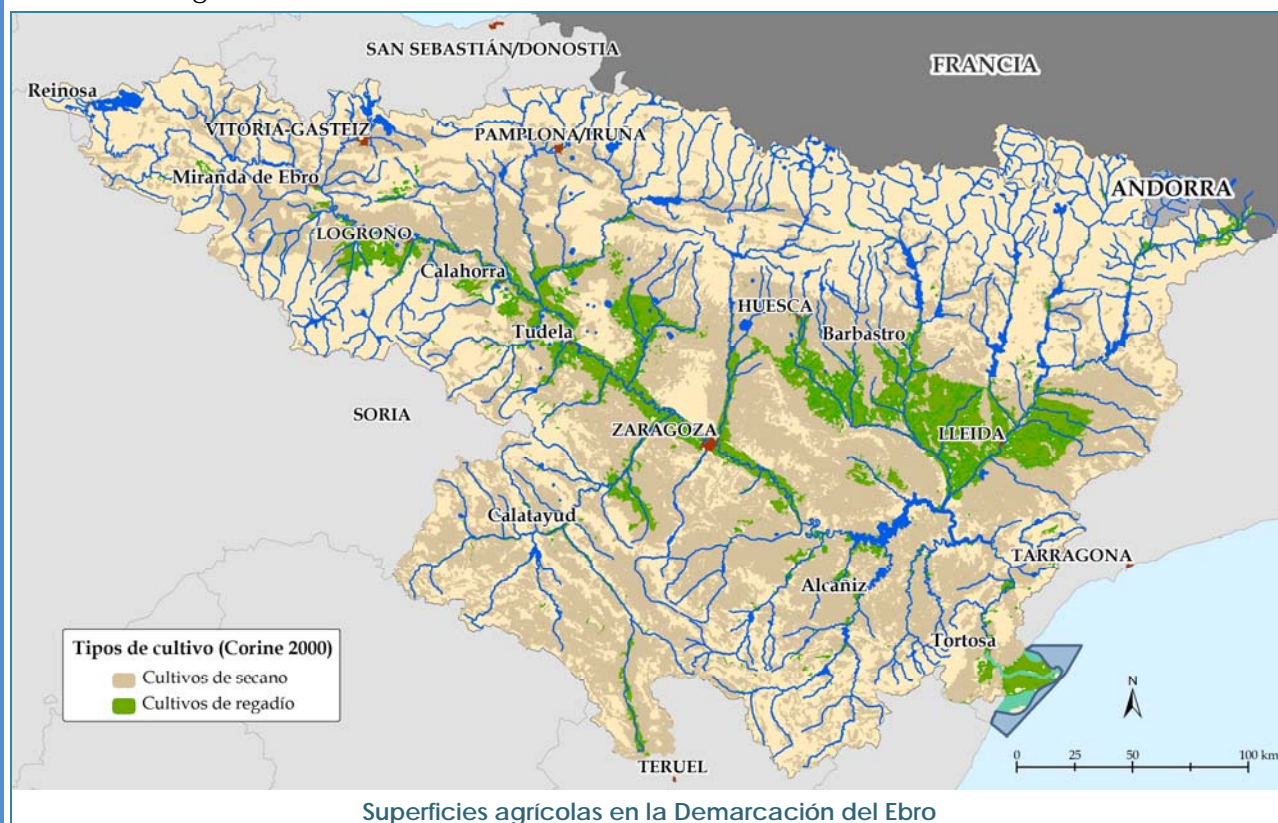 SAN SEBASTIÁN/DONOSTIA
FRANCIA
Reinosa
VITORIA-GASTEIZ
PAMPLONA/IRUÑA
Miranda de Ebro
ANDORRA
LOGROÑO
Calahorra
HUESCA
Tudela
Barbastro
SORIA
ZARAGOZA
LLEIDA
Calatayud
TARRAGONA
Alcañiz
Tortosa
Tipos de cultivo (Corine 2000)
Cultivos de secano
Cultivos de regadío
N
0 25 50 100 km
TERUEL
Superficies agrícolas en la Demarcación del Ebro